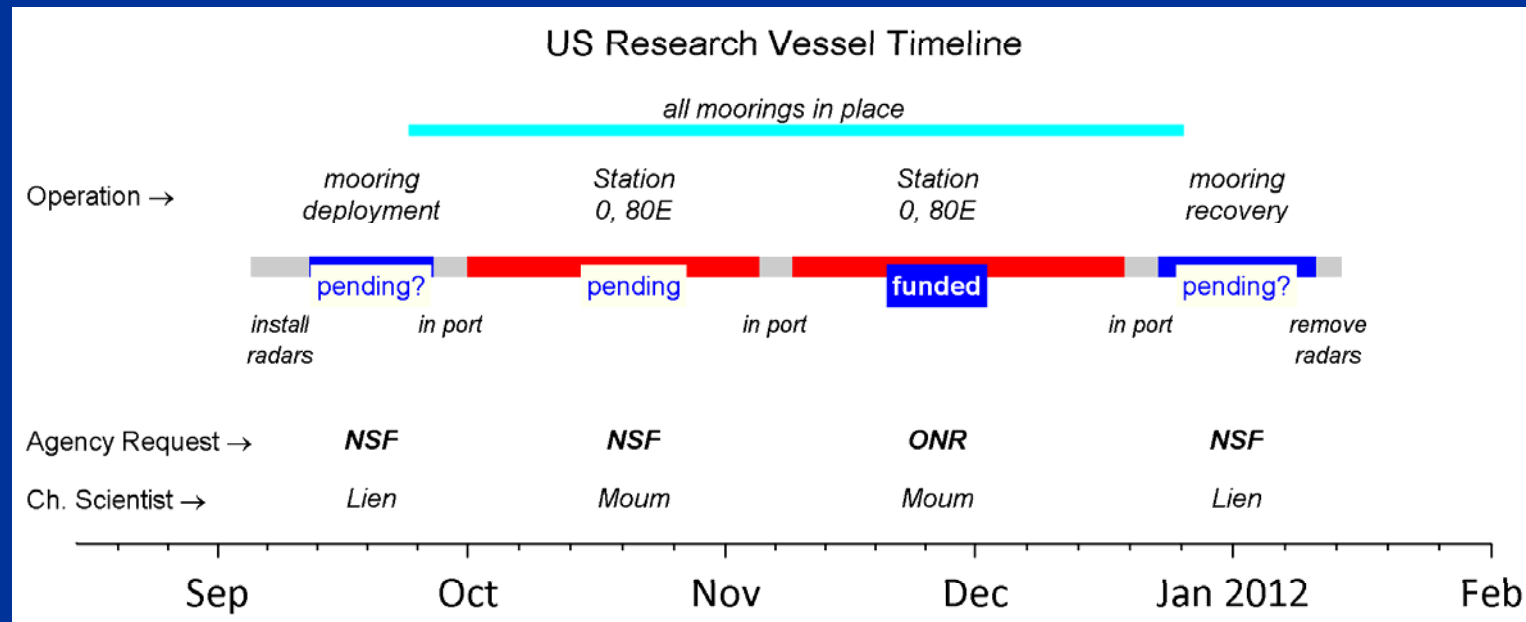 US Research Vessel Timeline
all moorings in place
Operation →
mooring
deployment
Station
0, 80E
Station
0, 80E
mooring
recovery
pending?
pending
funded
pending?
install
radars
in port
in port
in port
remove
radars
Agency Request → NSF NSF ONR NSF
Ch. Scientist → Lien Moum Moum Lien
Sep Oct Nov Dec Jan 2012 Feb